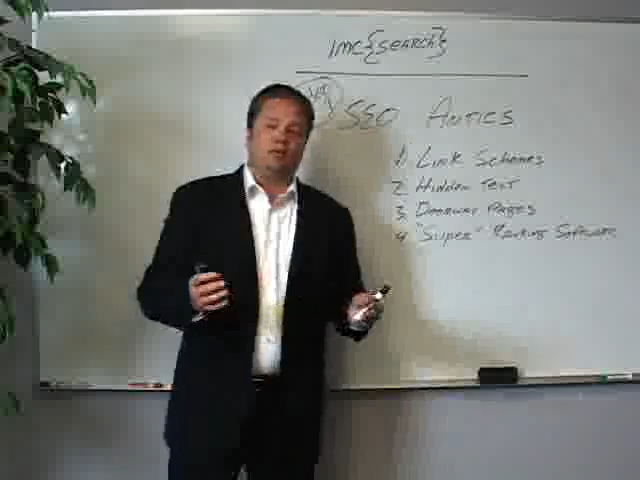 IMC{SEARCH}
SEO ANTICS
1 LINK SCHEMES
2 HIDDEN TEXT
3. DOORWAY PAGES
4 "SUPER" RANKING SOFTWARE